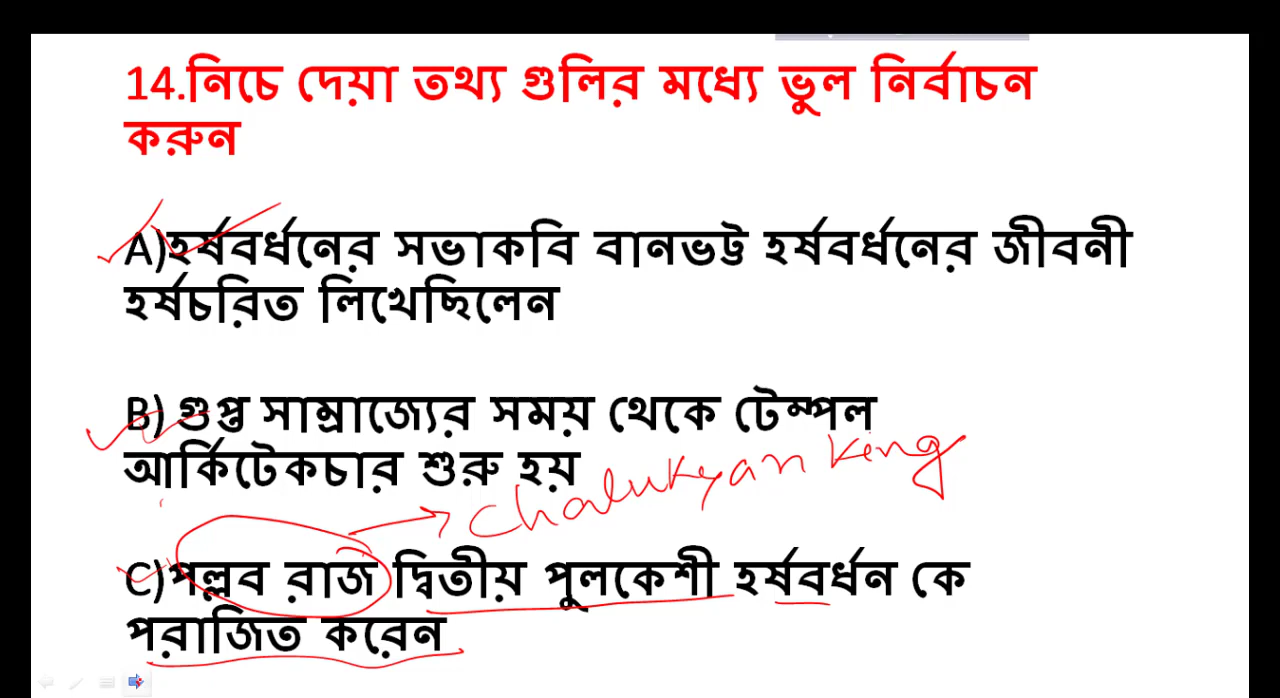 14.নিচে দেয়া তথ্য গুলির মধ্যে ভুল নির্বাচন
করুন
A)হর্ষবর্ধনের সভাকবি বানভট্ট হর্ষবর্ধনের জীবনী
হর্ষচরিত লিখেছিলেন
B) গুপ্ত সাম্রাজ্যের সময় থেকে টেম্পল
আর্কিটেকচার শুরু হয়
Chalukyan King
C)পল্লব রাজ দ্বিতীয় পুলকেশী হর্ষবর্ধন কে
পরাজিত করেন